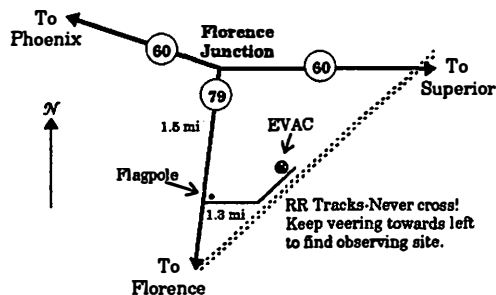 To
Phoenix
60
Florence
Junction
60
To
Superior
79
N
1.5 mi
EVAC
Flagpole
1.3 mi
RR Tracks-Never cross!
Keep veering towards left
to find observing site.
To
Florence